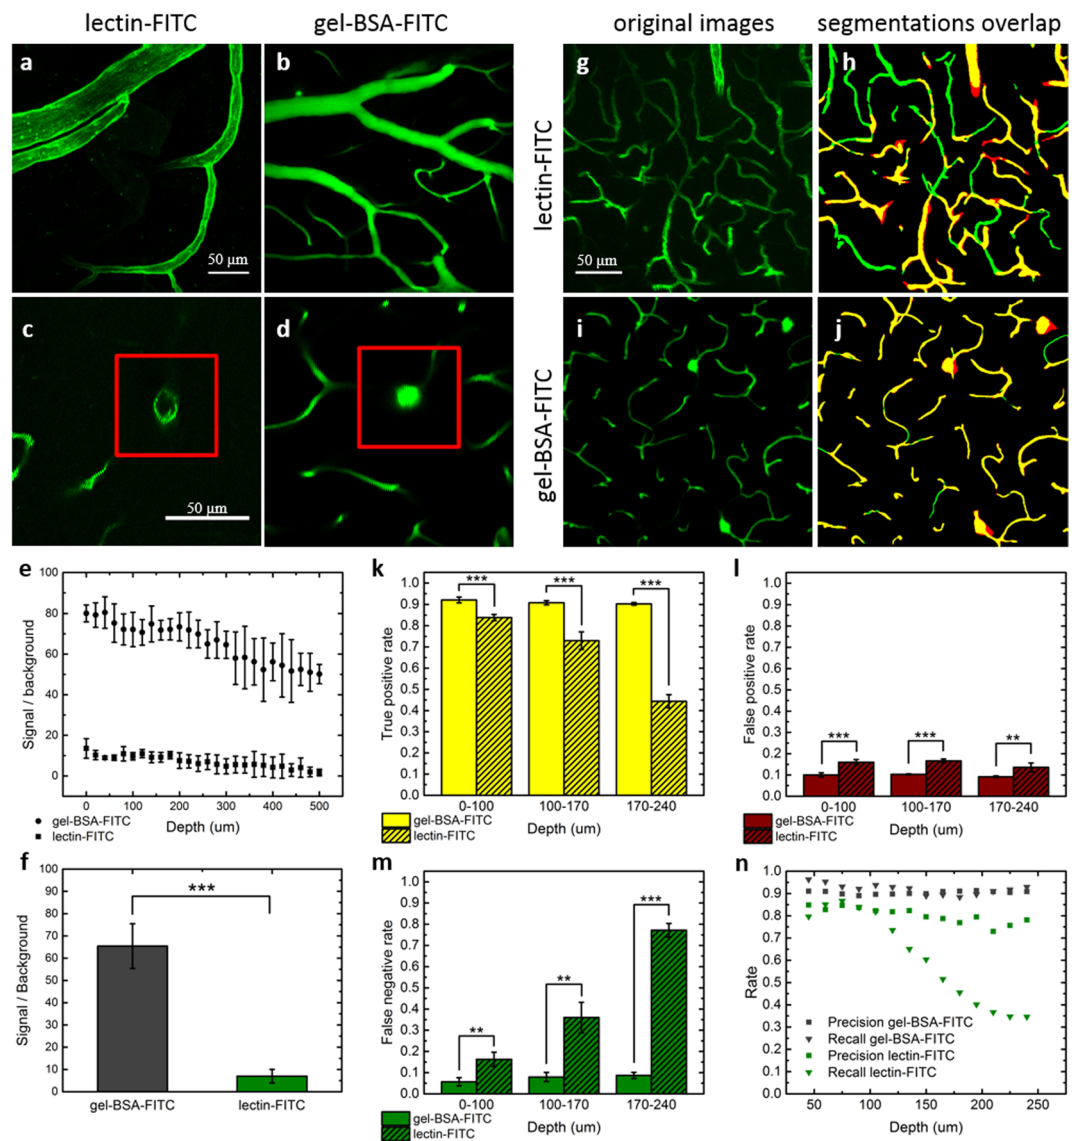 lectin-FITC
gel-BSA-FITC
original images
segmentations overlap
a
b
g
h
lectin-FITC
50 µm
50 µm
c
d
i
j
gel-BSA-FITC
50 µm
e
100
80
60
40
20
0
Signal / background
0
100
200
300
400
500
Depth (um)
gel-BSA-FITC
lectin-FITC
k
1.0
0.9
0.8
0.7
0.6
0.5
0.4
0.3
0.2
0.1
0.0
True positive rate
***
***
***
0-100
100-170
170-240
gel-BSA-FITC
lectin-FITC
Depth (um)
l
1.0
0.9
0.8
0.7
0.6
0.5
0.4
0.3
0.2
0.1
0.0
False positive rate
***
***
**
0-100
100-170
170-240
gel-BSA-FITC
lectin-FITC
Depth (um)
f
100
90
80
70
60
50
40
30
20
10
0
Signal / Background
***
gel-BSA-FITC
lectin-FITC
m
1.0
0.9
0.8
0.7
0.6
0.5
0.4
0.3
0.2
0.1
0.0
False negative rate
**
**
***
0-100
100-170
170-240
gel-BSA-FITC
lectin-FITC
Depth (um)
n
1.0
0.9
0.8
0.7
0.6
0.5
0.4
0.3
0.2
0.1
0.0
Rate
Precision gel-BSA-FITC
Recall gel-BSA-FITC
Precision lectin-FITC
Recall lectin-FITC
50
100
150
200
250
Depth (um)